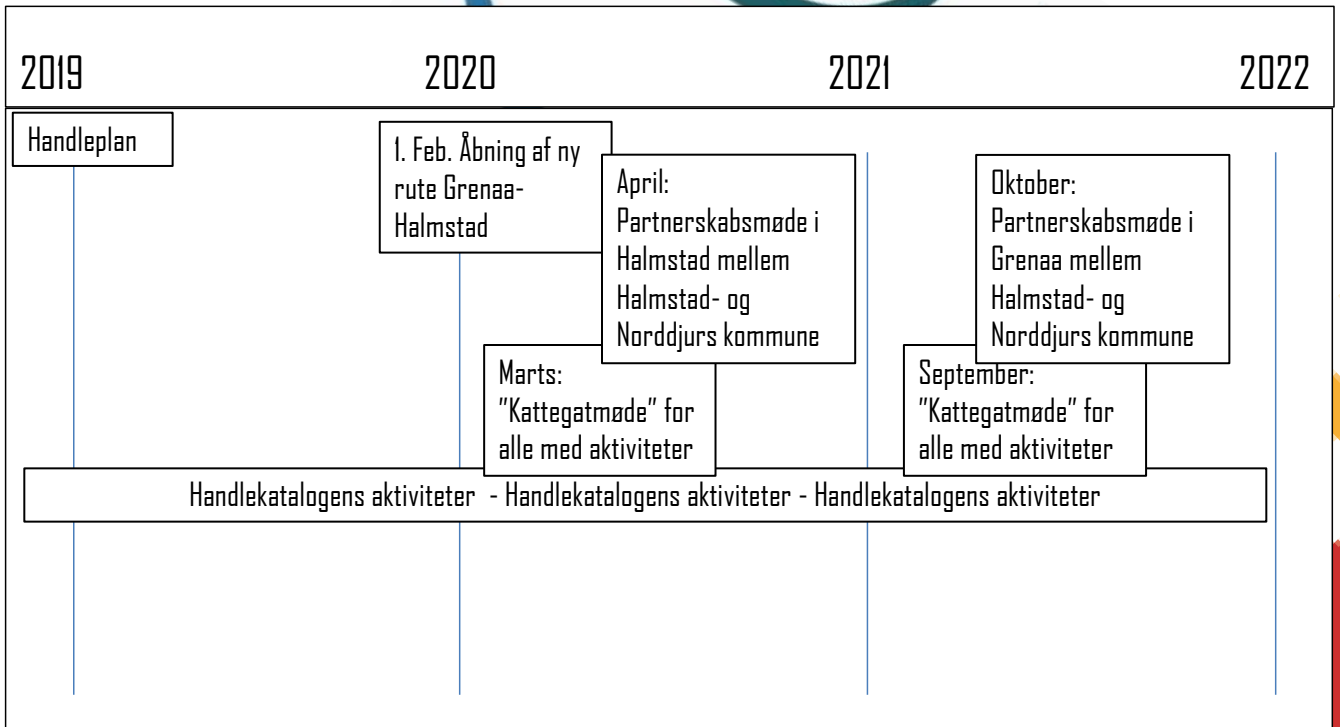 2019 2020 2021 2022
Handleplan
1. Feb. Åbning af ny
rute Grenaa-
Halmstad
April:
Partnerskabsmøde i
Halmstad mellem
Halmstad- og
Norddjurs kommune
Oktober:
Partnerskabsmøde i
Grenaa mellem
Halmstad- og
Norddjurs kommune
Marts:
"Kattegatmøde" for
alle med aktiviteter
September:
"Kattegatmøde" for
alle med aktiviteter
Handlekatalogens aktiviteter - Handlekatalogens aktiviteter - Handlekatalogens aktiviteter